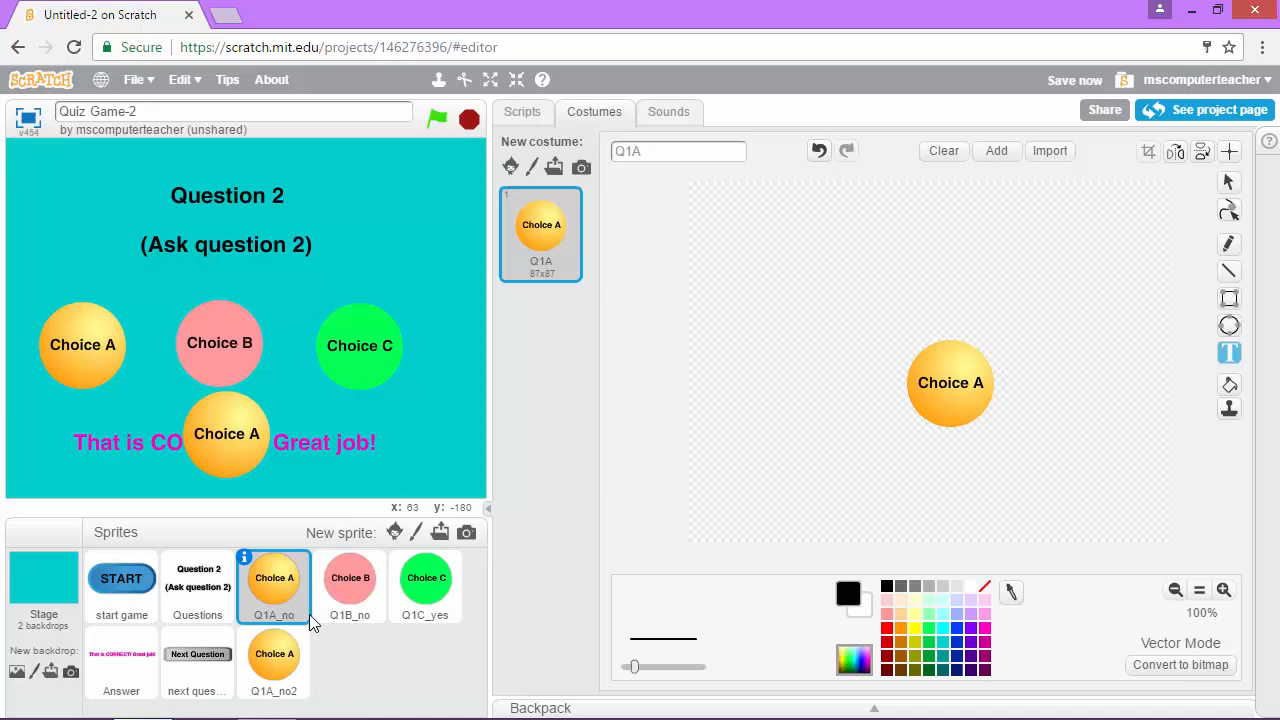 Untitled-2 on Scratch
Secure
https://scratch.mit.edu/projects/146276396/#editor
SCRATCH
File
Edit
Tips
About
Save now
mscomputerteacher
Quiz Game-2
by mscomputerteacher (unshared)
v454
Scripts
Costumes
Sounds
Share
See project page
New costume:
Q1A
Clear
Add
Import
1
Choice A
Q1A
87x87
Question 2
(Ask question 2)
Choice A
Choice B
Choice C
Choice A
That is CO
Great job!
Choice A
x: 63
y: -180
Sprites
New sprite:
START
start game
Question 2
(Ask question 2)
Questions
Choice A
Q1A_no
Choice B
Q1B_no
Choice C
Q1C_yes
Stage
2 backdrops
New backdrop:
That is CORRECT! Great job!
Answer
Next Question
next ques...
Choice A
Q1A_no2
100%
Vector Mode
Convert to bitmap
Backpack